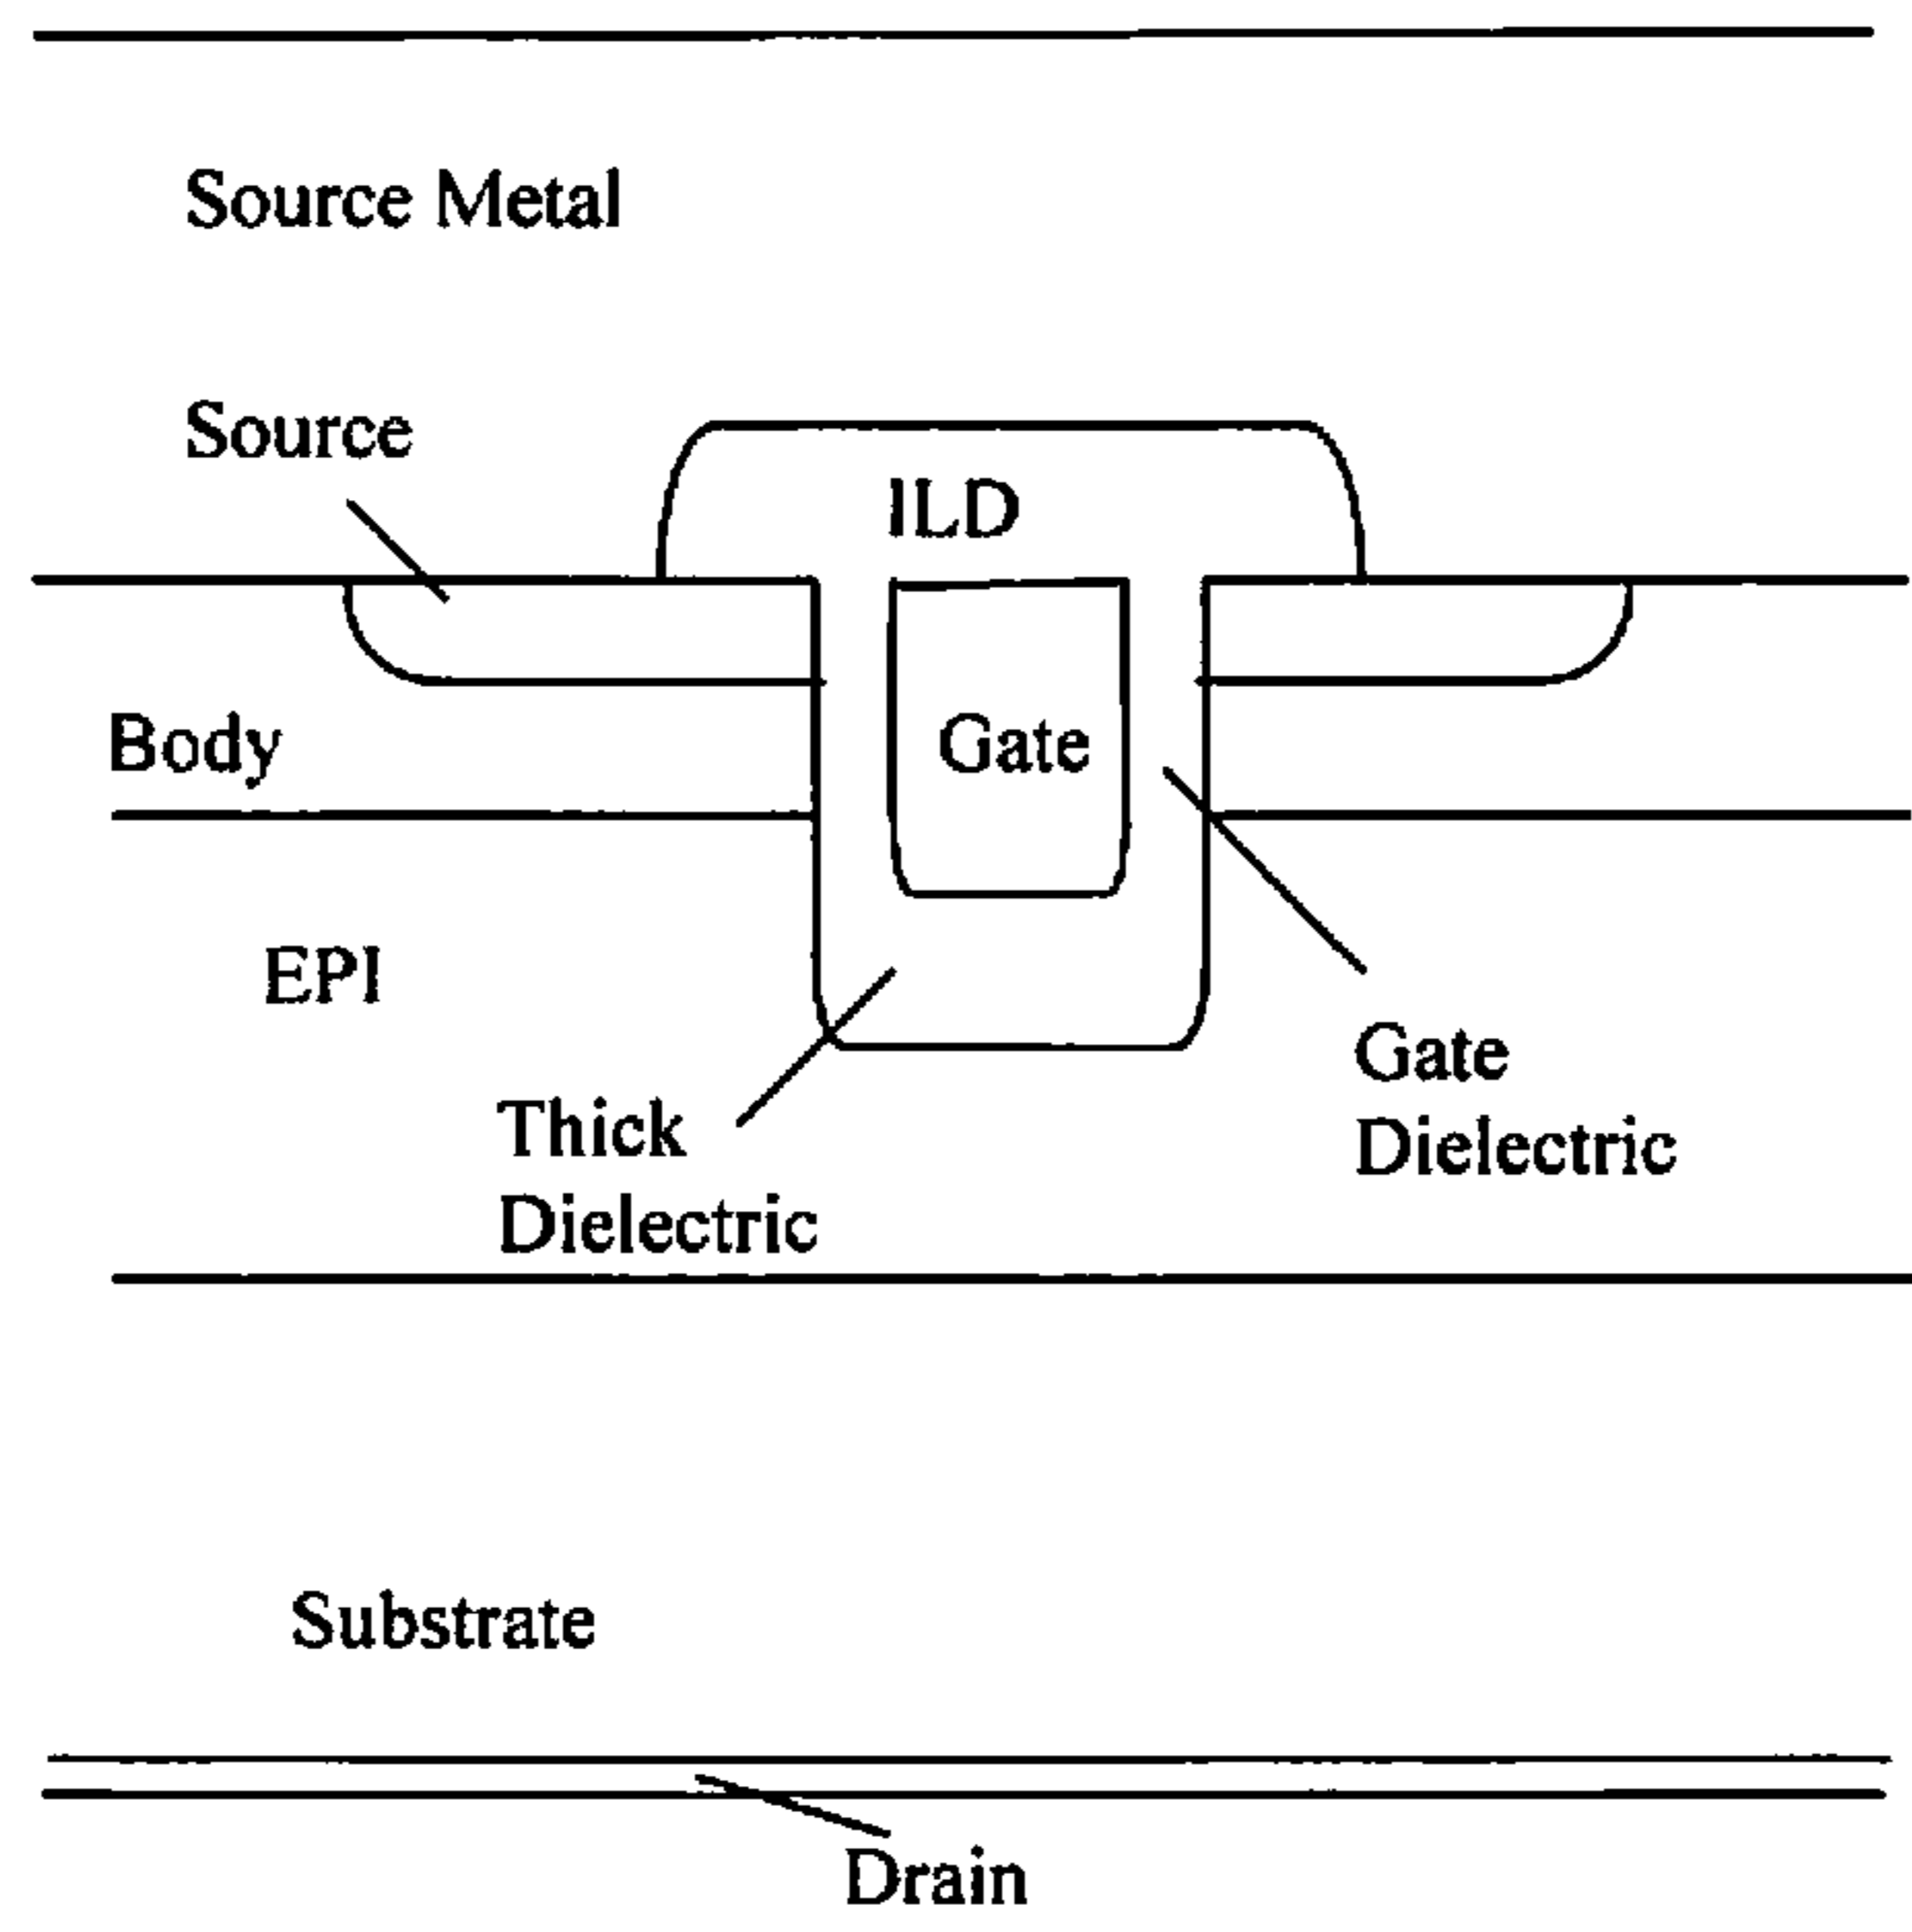 Source Metal
Source
ILD
Body
Gate
EPI
Gate
Dielectric
Thick
Dielectric
Substrate
Drain